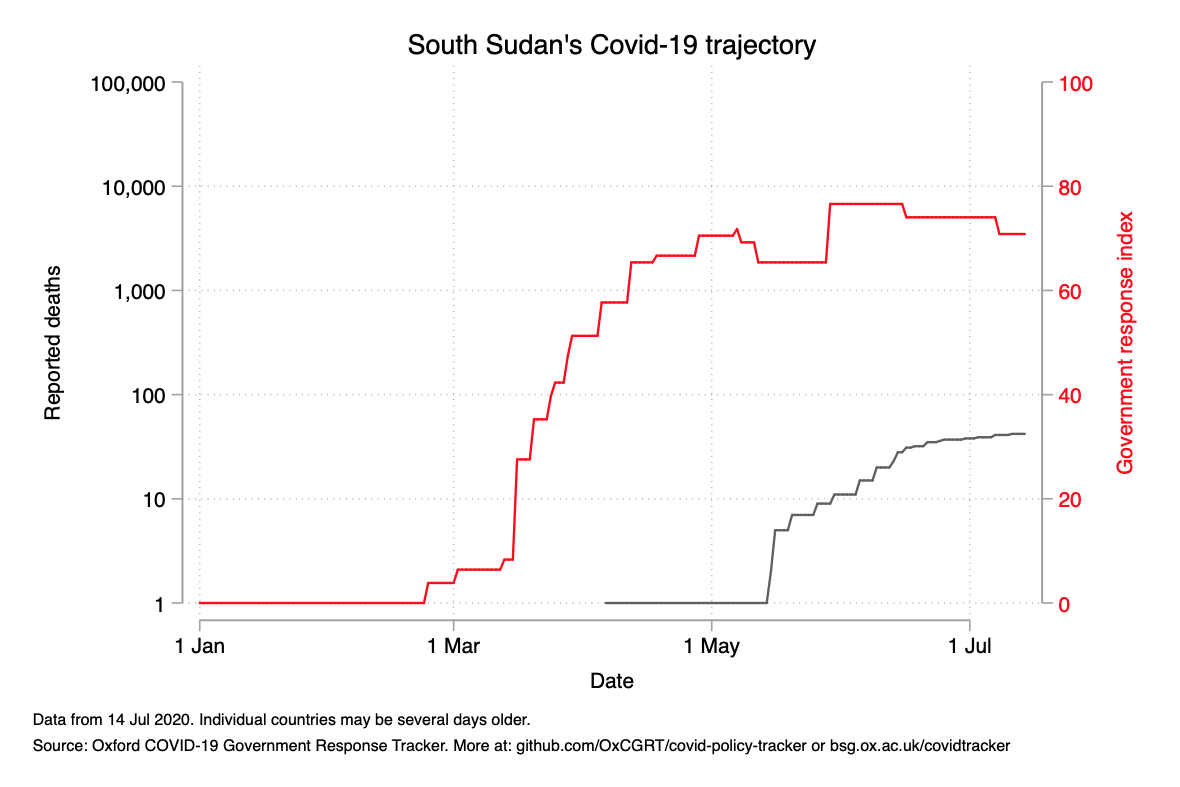 South Sudan's Covid-19 trajectory
100,000
10,000
1,000
100
10
1
Reported deaths
100
80
60
40
20
0
Government response index
1 Jan
1 Mar
1 May
1 Jul
Date
Data from 14 Jul 2020. Individual countries may be several days older.
Source: Oxford COVID-19 Government Response Tracker. More at: github.com/OxCGRT/covid-policy-tracker or bsg.ox.ac.uk/covidtracker